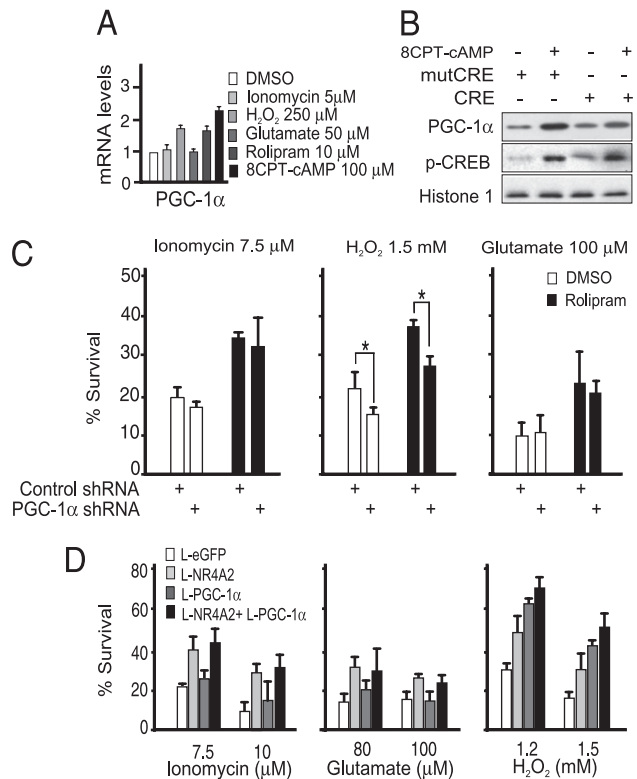 A
mRNA levels
3
2
1
0
PGC-1α
DMSO
Ionomycin 5μM
H₂O₂ 250 μM
Glutamate 50 μM
Rolipram 10 μM
8CPT-cAMP 100 μM
B
8CPT-cAMP - + - +
mutCRE + + - -
CRE - - + +
PGC-1α
p-CREB
Histone 1
C
Ionomycin 7.5 μM
H₂O₂ 1.5 mM
Glutamate 100 μM
% Survival
50
40
30
20
10
0
* *
DMSO
Rolipram
Control shRNA + + + + + +
PGC-1α shRNA + + + + + +
D
L-eGFP
L-NR4A2
L-PGC-1α
L-NR4A2+ L-PGC-1α
% Survival
80
60
40
20
0
7.5 10
Ionomycin (μM)
80 100
Glutamate (μM)
1.2 1.5
H₂O₂ (mM)